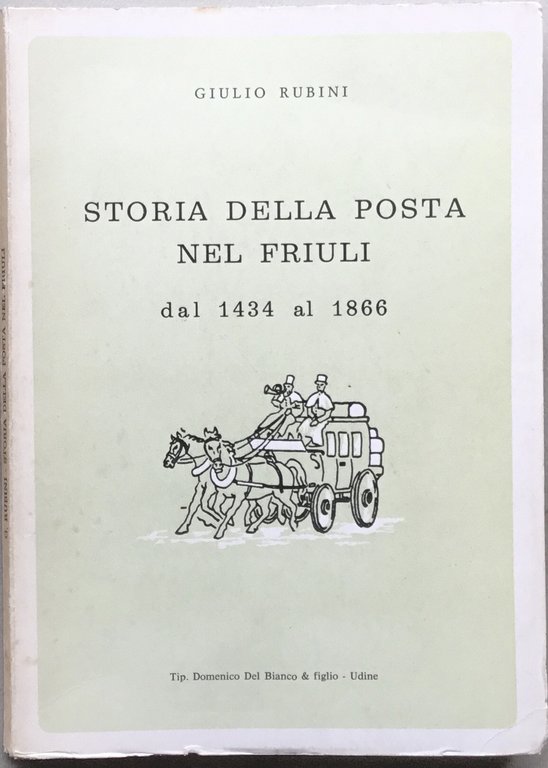 GIULIO RUBINI
STORIA DELLA POSTA
NEL FRIULI
dal 1434 al 1866
Tip. Domenico Del Bianco & figlio - Udine
G. RUBINI STORIA DELLA POSTA NEL FRIULI